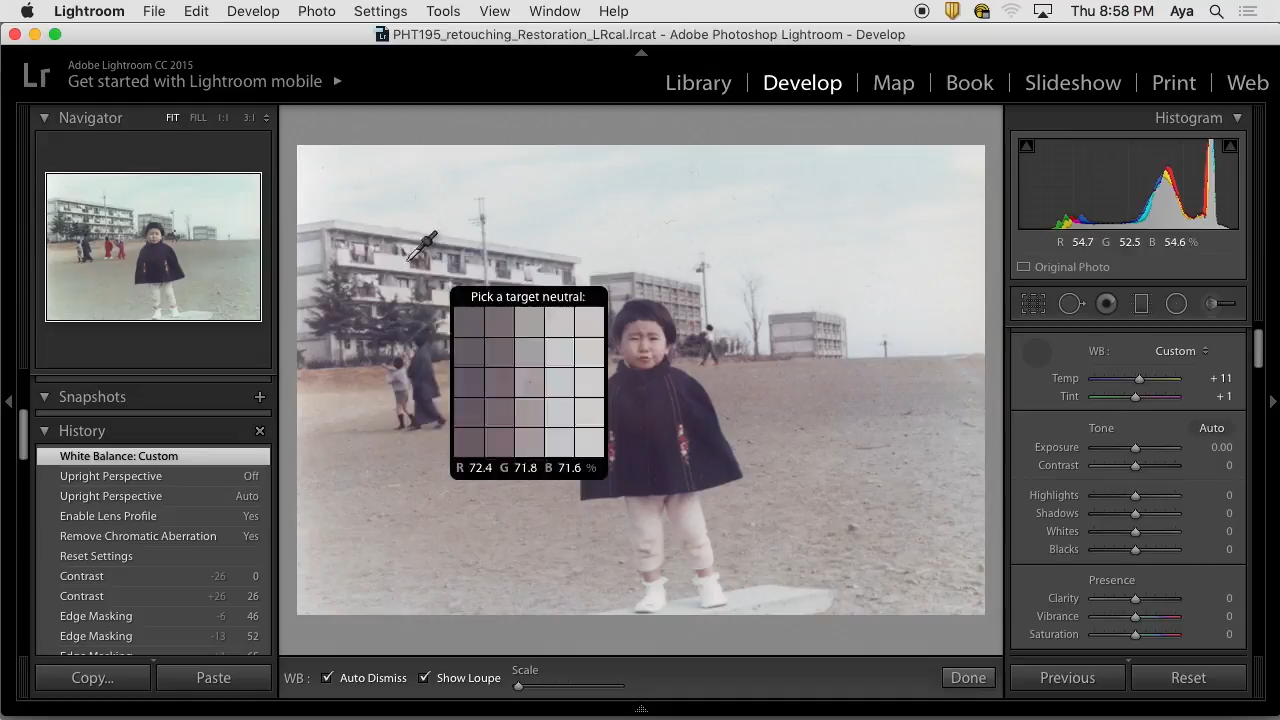 Lightroom File Edit Develop Photo Settings Tools View Window Help Thu 8:58 PM Aya
Lr PHT195_retouching_Restoration_LRcal.lrcat - Adobe Photoshop Lightroom - Develop
Lr Adobe Lightroom CC 2015
Get started with Lightroom mobile
Library Develop Map Book Slideshow Print Web
Navigator FIT FILL 1:1 3:1
Snapshots +
History
White Balance: Custom
Upright Perspective Off
Upright Perspective Auto
Enable Lens Profile Yes
Remove Chromatic Aberration Yes
Reset Settings
Contrast -26 0
Contrast +26 26
Edge Masking -6 46
Edge Masking -13 52
Copy... Paste
Pick a target neutral:
R 72.4 G 71.8 B 71.6 %
WB : Auto Dismiss Show Loupe Scale Done
Histogram
R 54.7 G 52.5 B 54.6 %
Original Photo
WB: Custom
Temp + 11
Tint + 1
Tone Auto
Exposure 0.00
Contrast 0
Highlights 0
Shadows 0
Whites 0
Blacks 0
Presence
Clarity 0
Vibrance 0
Saturation 0
Previous Reset